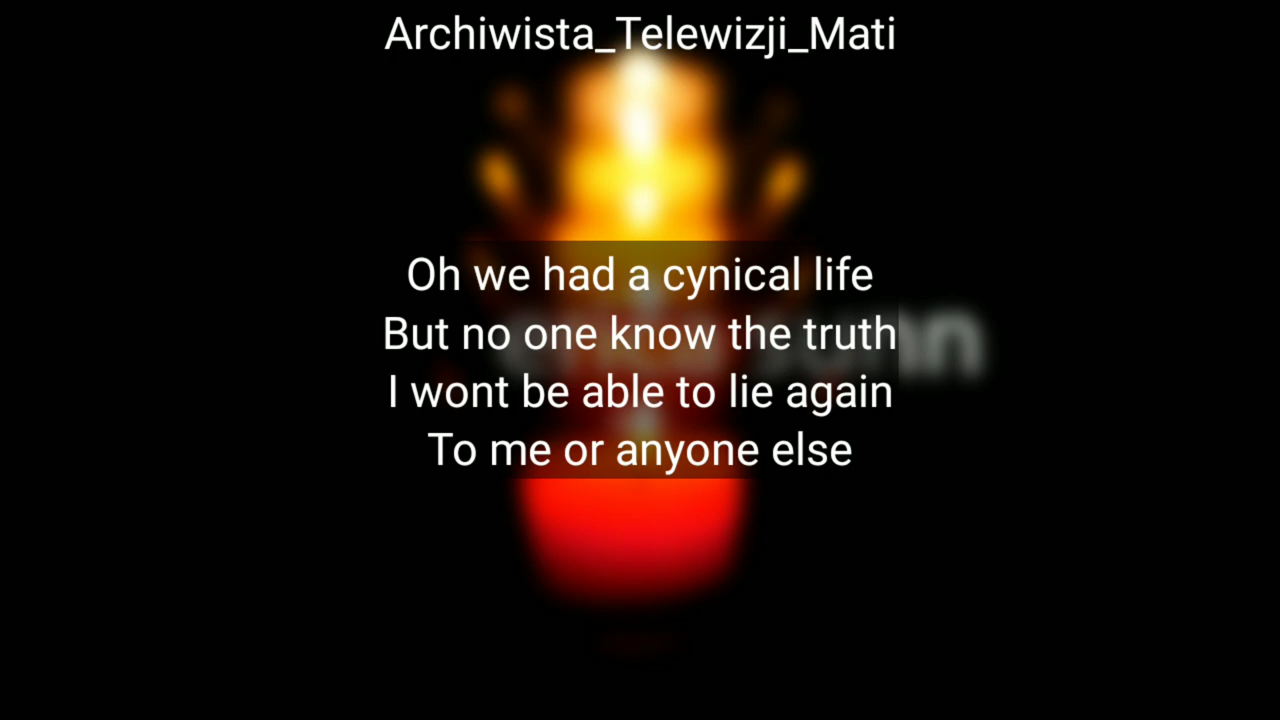 Archiwista_Telewizji_Mati
Oh we had a cynical life
But no one know the truth
I wont be able to lie again
To me or anyone else